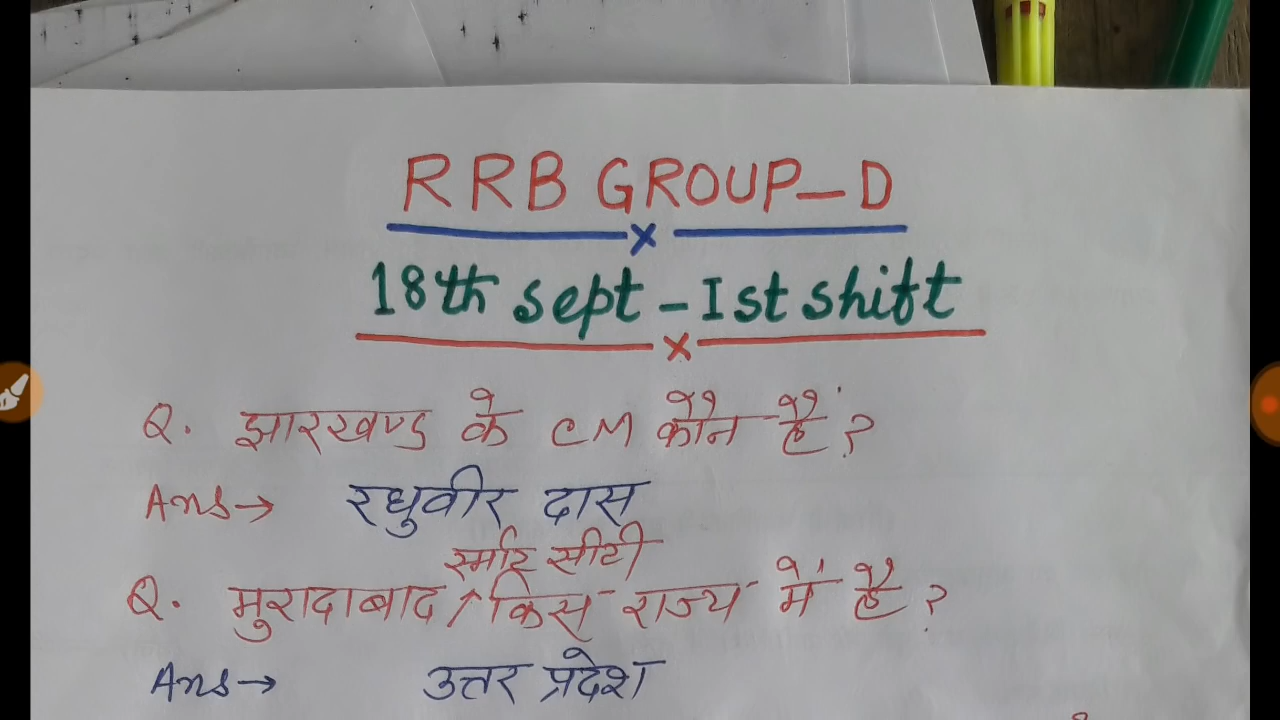 RRB GROUP-D
18th sept - Ist shift
Q. झारखण्ड के CM कौन हैं?
Ans→ रघुवीर दास
स्मार्ट सीटी
Q. मुरादाबाद ↑ किस राज्य में है?
Ans→ उत्तर प्रदेश